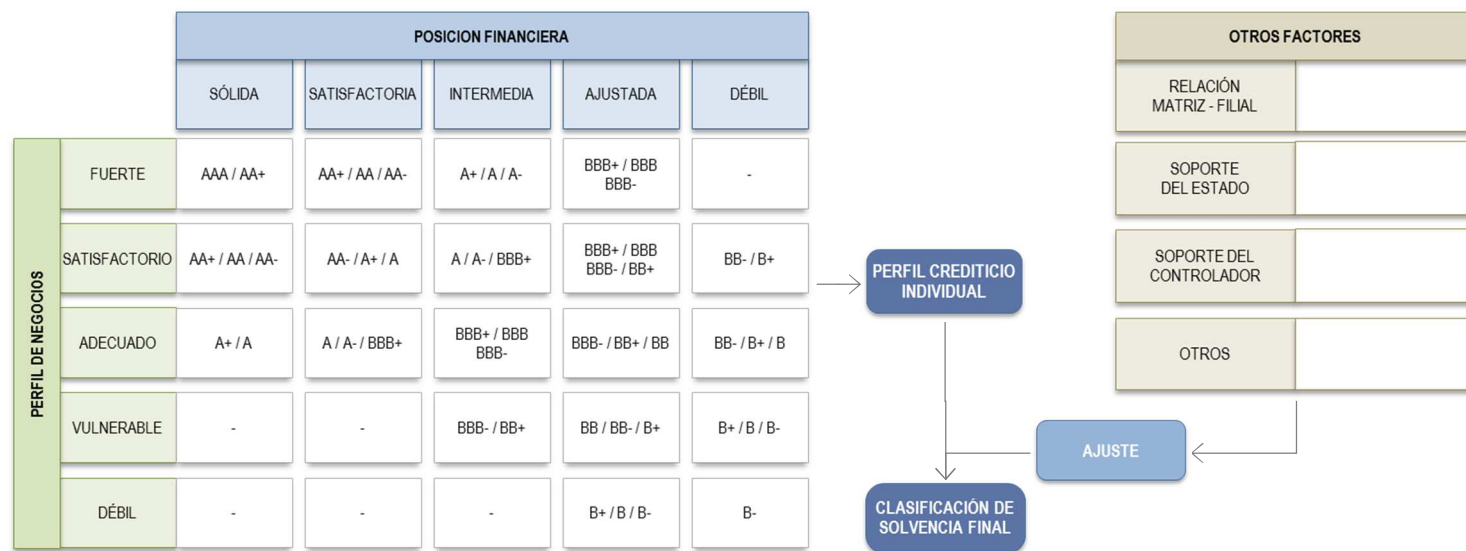 POSICION FINANCIERA
SÓLIDA
SATISFACTORIA
INTERMEDIA
AJUSTADA
DÉBIL
PERFIL DE NEGOCIOS
FUERTE
AAA / AA+
AA+ / AA / AA-
A+ / A / A-
BBB+ / BBB
BBB-
-
SATISFACTORIO
AA+ / AA / AA-
AA- / A+ / A
A / A- / BBB+
BBB+ / BBB
BBB- / BB+
BB- / B+
ADECUADO
A+ / A
A / A- / BBB+
BBB+ / BBB
BBB-
BBB- / BB+ / BB
BB- / B+ / B
VULNERABLE
-
-
BBB- / BB+
BB / BB- / B+
B+ / B / B-
DÉBIL
-
-
-
B+ / B / B-
B-
PERFIL CREDITICIO
INDIVIDUAL
CLASIFICACIÓN DE
SOLVENCIA FINAL
AJUSTE
OTROS FACTORES
RELACIÓN
MATRIZ - FILIAL
SOPORTE
DEL ESTADO
SOPORTE DEL
CONTROLADOR
OTROS